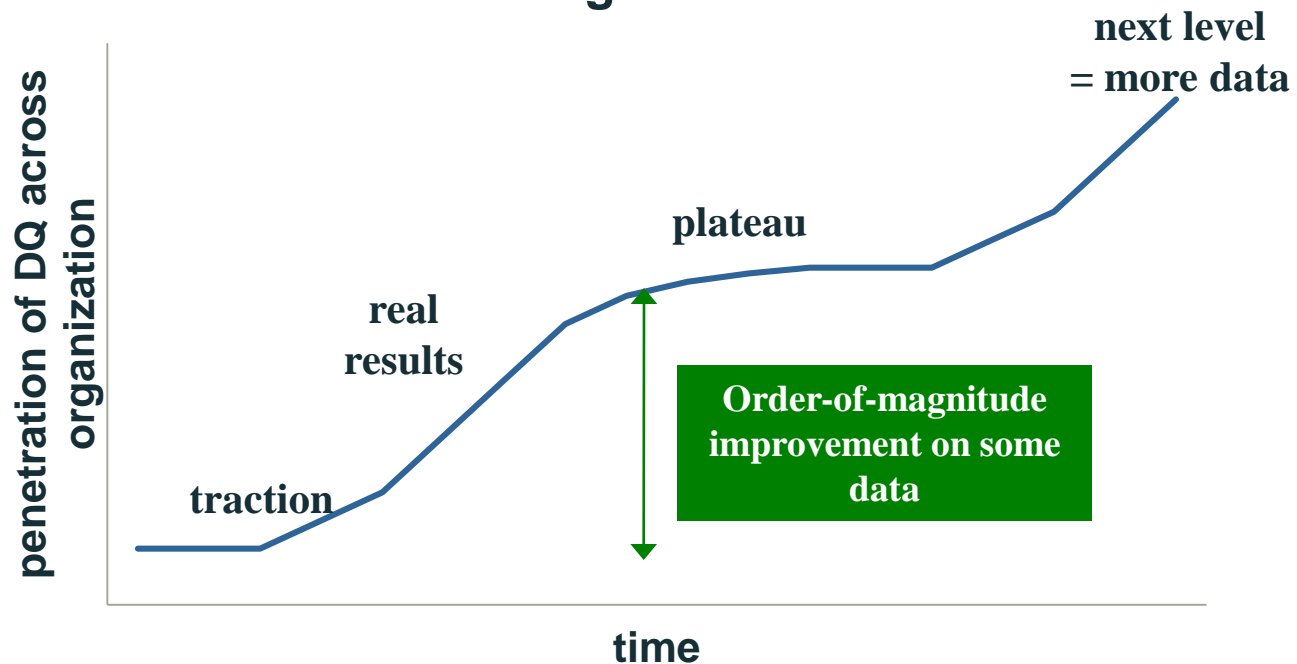 next level
= more data
penetration of DQ across
organization
plateau
real
results
Order-of-magnitude
improvement on some
data
traction
time